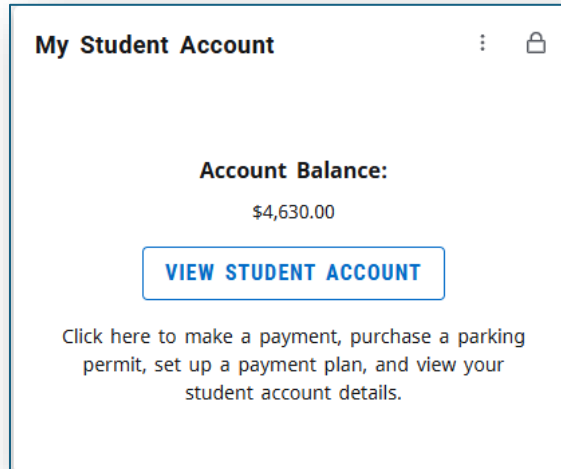 My Student Account
Account Balance:
$4,630.00
VIEW STUDENT ACCOUNT
Click here to make a payment, purchase a parking
permit, set up a payment plan, and view your
student account details.